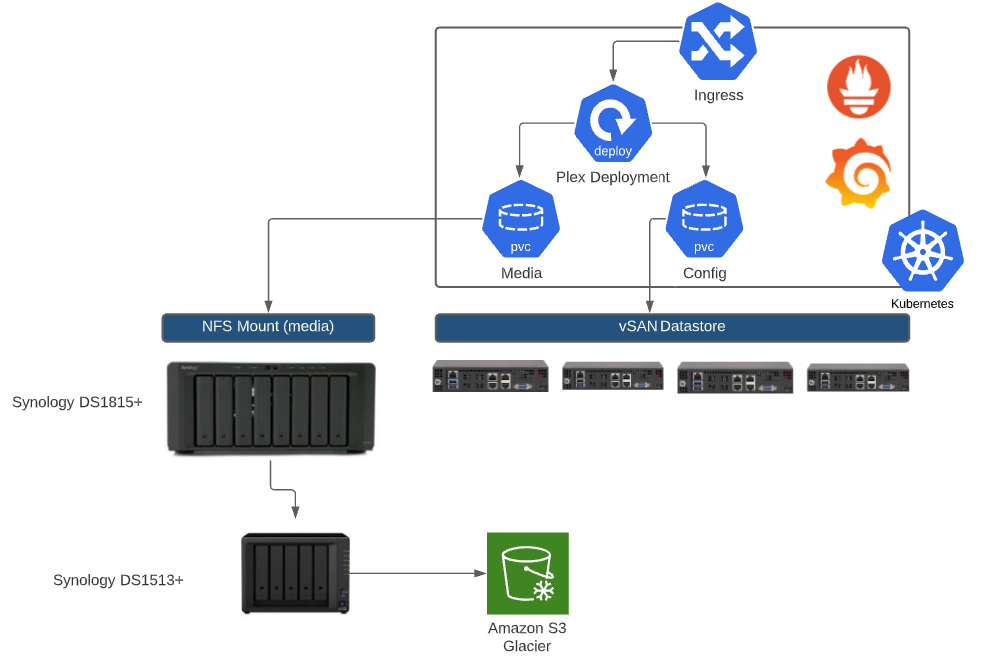 Ingress
deploy
Plex Deployment
pvc
Media
pvc
Config
Kubernetes
NFS Mount (media)
vSAN Datastore
Synology DS1815+
Synology DS1513+
Amazon S3
Glacier